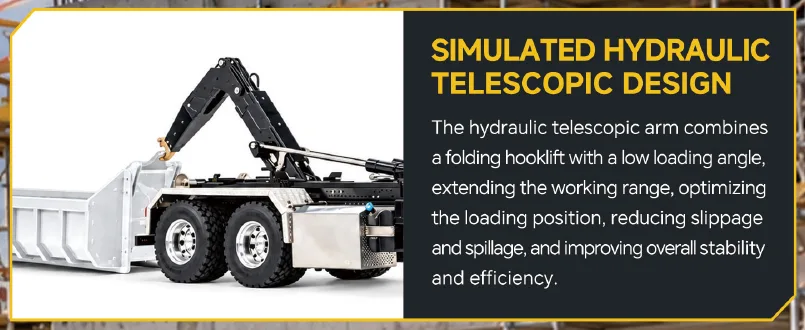 SIMULATED HYDRAULIC
TELESCOPIC DESIGN
The hydraulic telescopic arm combines
a folding hooklift with a low loading angle,
extending the working range, optimizing
the loading position, reducing slippage
and spillage, and improving overall stability
and efficiency.